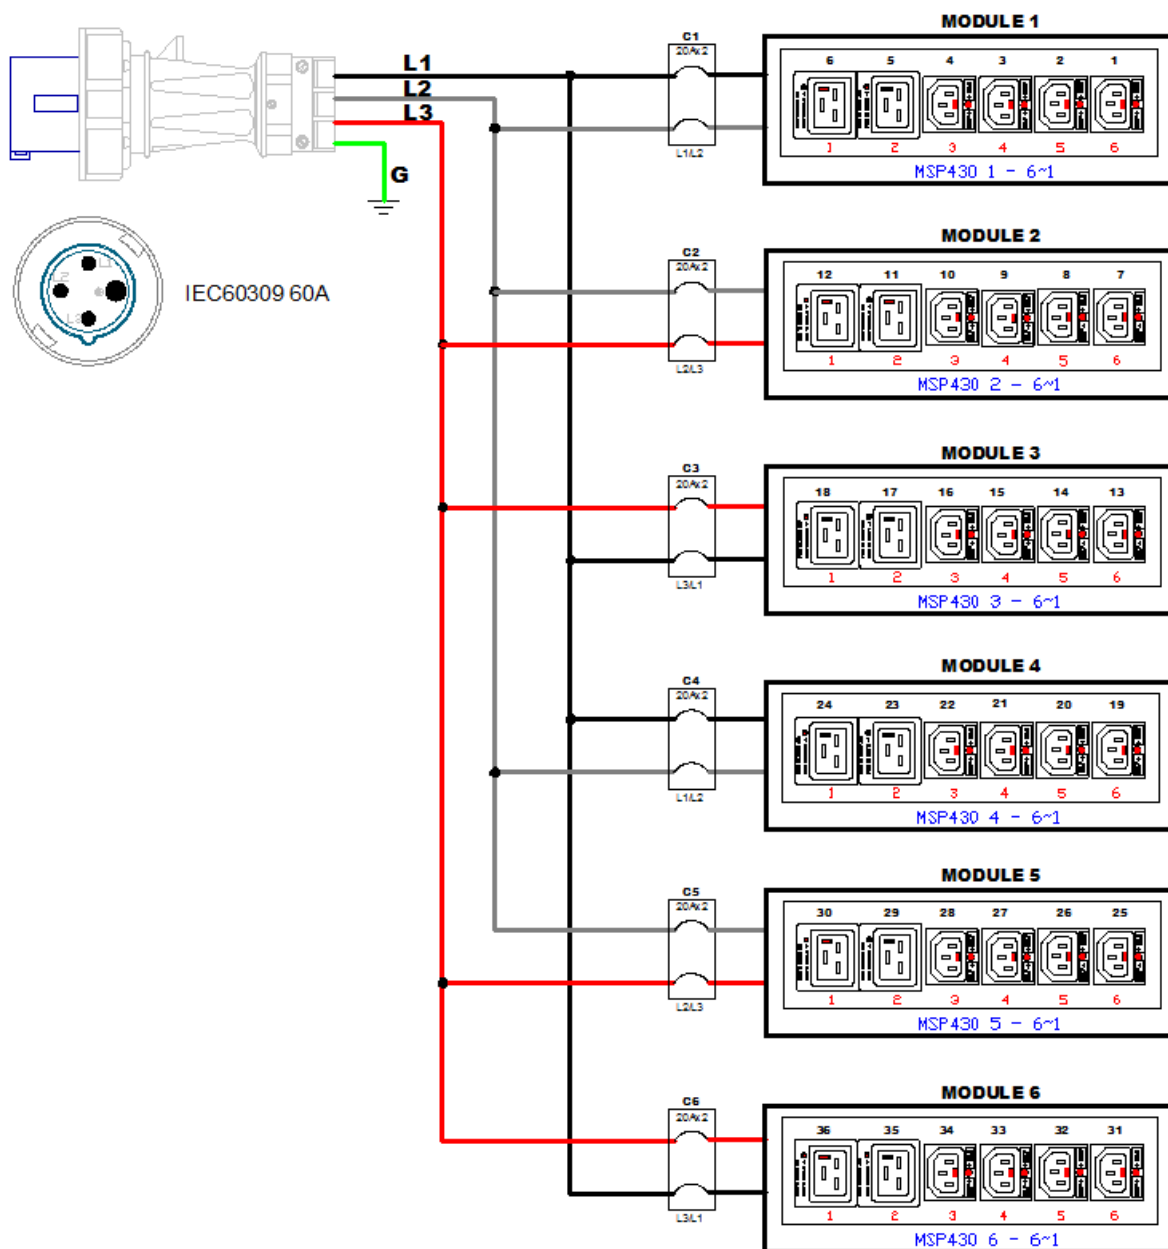 L1
L2
L3
G
IEC60309 60A
C1
20Ax2
L1/L2
MODULE 1
6 5 4 3 2 1
1 2 3 4 5 6
MSP430 1 - 6~1
C2
20Ax2
L2/L3
MODULE 2
12 11 10 9 8 7
1 2 3 4 5 6
MSP430 2 - 6~1
C3
20Ax2
L3/L1
MODULE 3
18 17 16 15 14 13
1 2 3 4 5 6
MSP430 3 - 6~1
C4
20Ax2
L1/L2
MODULE 4
24 23 22 21 20 19
1 2 3 4 5 6
MSP430 4 - 6~1
C5
20Ax2
L2/L3
MODULE 5
30 29 28 27 26 25
1 2 3 4 5 6
MSP430 5 - 6~1
C6
20Ax2
L3/L1
MODULE 6
36 35 34 33 32 31
1 2 3 4 5 6
MSP430 6 - 6~1
L1
L2
L3